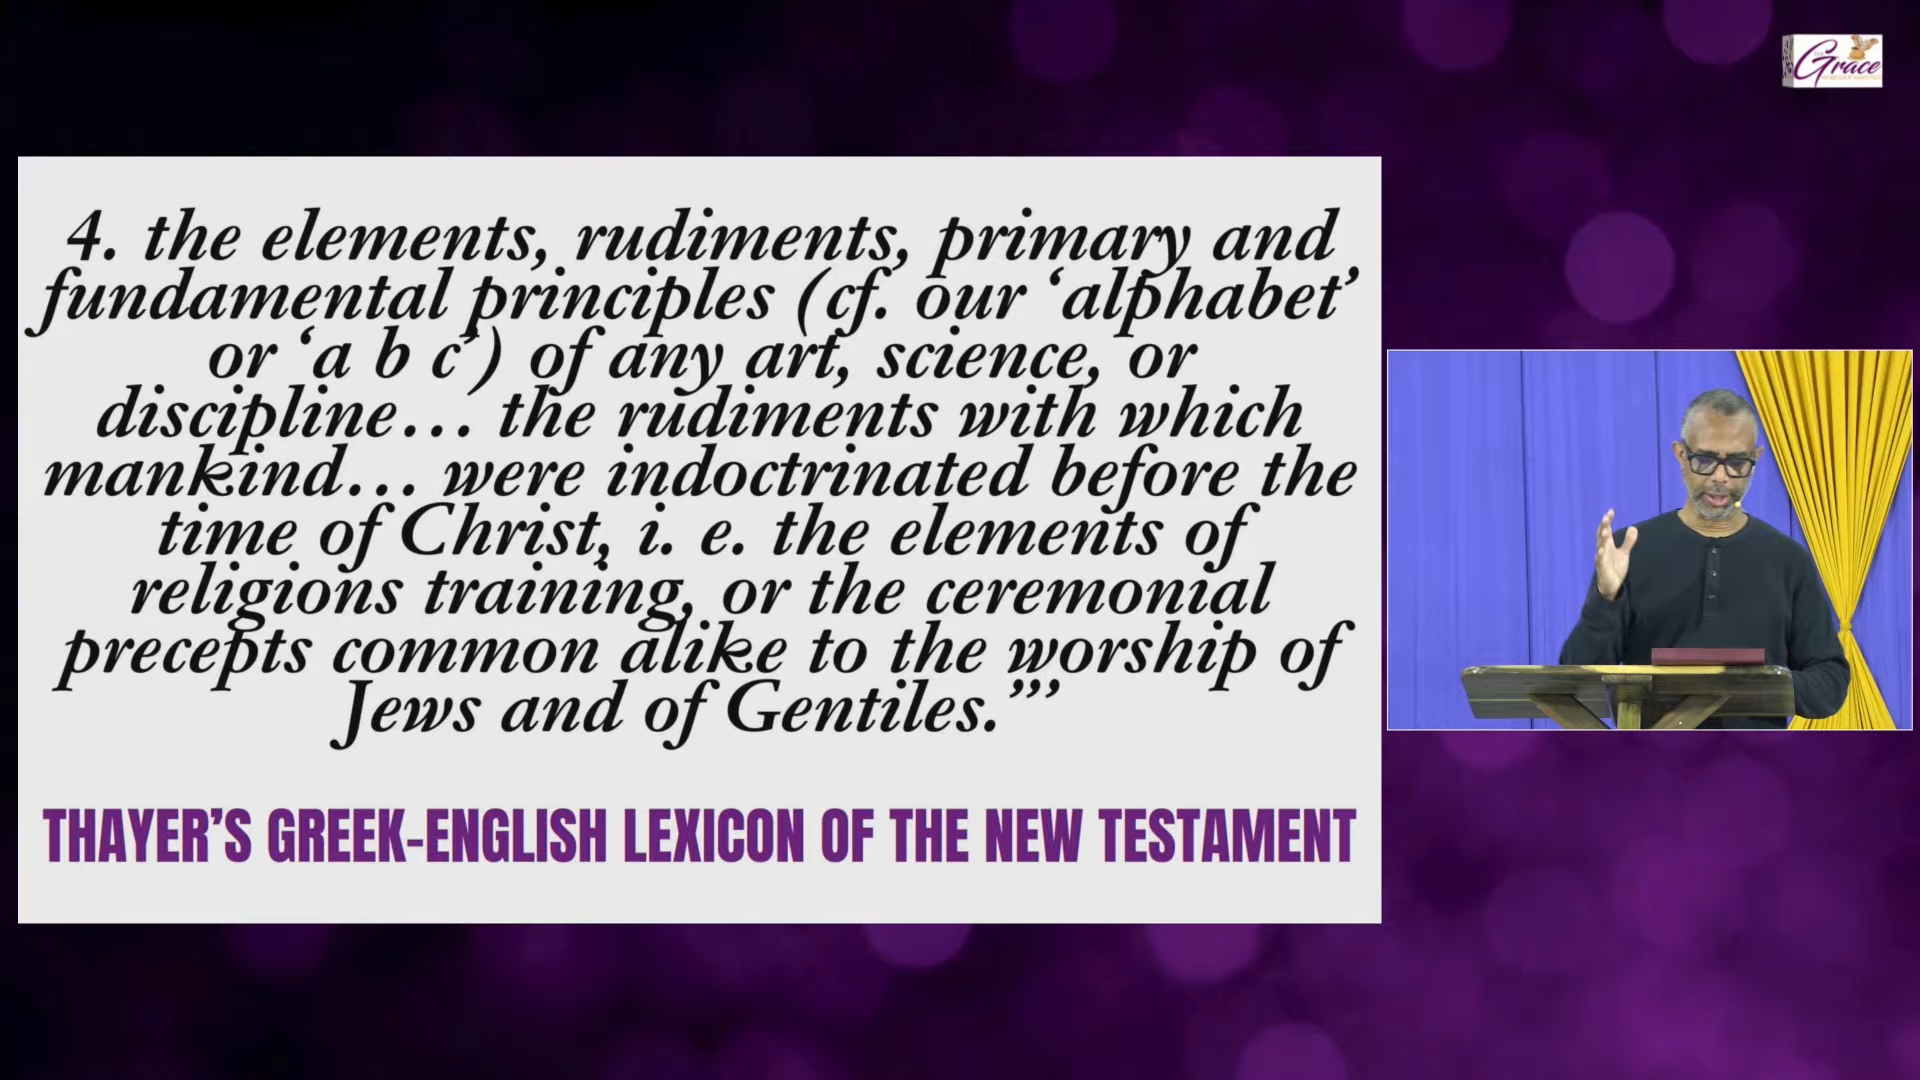 Grace
4. the elements, rudiments, primary and
fundamental principles (cf. our ‘alphabet’
or ‘a b c’) of any art, science, or
discipline… the rudiments with which
mankind… were indoctrinated before the
time of Christ, i. e. the elements of
religions training, or the ceremonial
precepts common alike to the worship of
Jews and of Gentiles.”’
THAYER’S GREEK-ENGLISH LEXICON OF THE NEW TESTAMENT